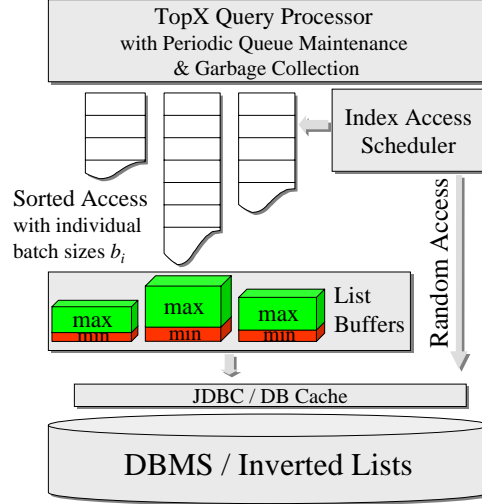 TopX Query Processor
with Periodic Queue Maintenance
& Garbage Collection
Index Access
Scheduler
Sorted Access
with individual
batch sizes bi
Random Access
max
min
max
min
max
min
List
Buffers
JDBC / DB Cache
DBMS / Inverted Lists